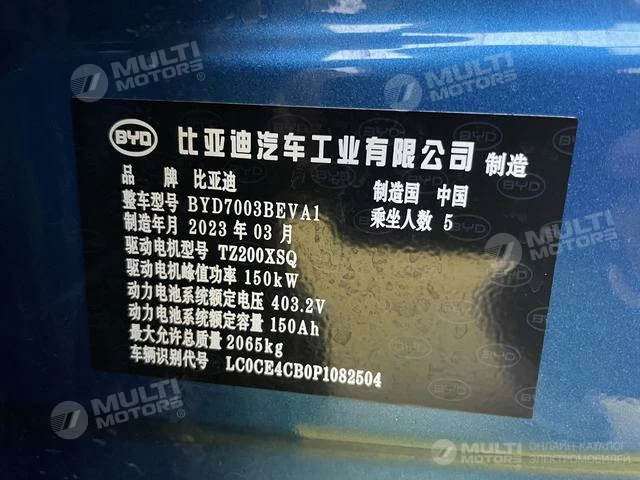 MULTI MOTORS®
MULTI MOTORS®
BYD 比亚迪汽车工业有限公司 制造
品 牌 比亚迪
制造国 中国
整车型号 BYD7003BEVA1
乘坐人数 5
制造年月 2023 年 03 月
驱动电机型号 TZ200XSQ
驱动电机峰值功率 150kW
动力电池系统额定电压 403.2V
动力电池系统额定容量 150Ah
最大允许总质量 2065kg
车辆识别代号 LC0CE4CB0P1082504
MULTI MOTORS®
MULTI MOTORS®
ОНЛАЙН-КАТАЛОГ
ЭЛЕКТРОМОБИЛЕЙ